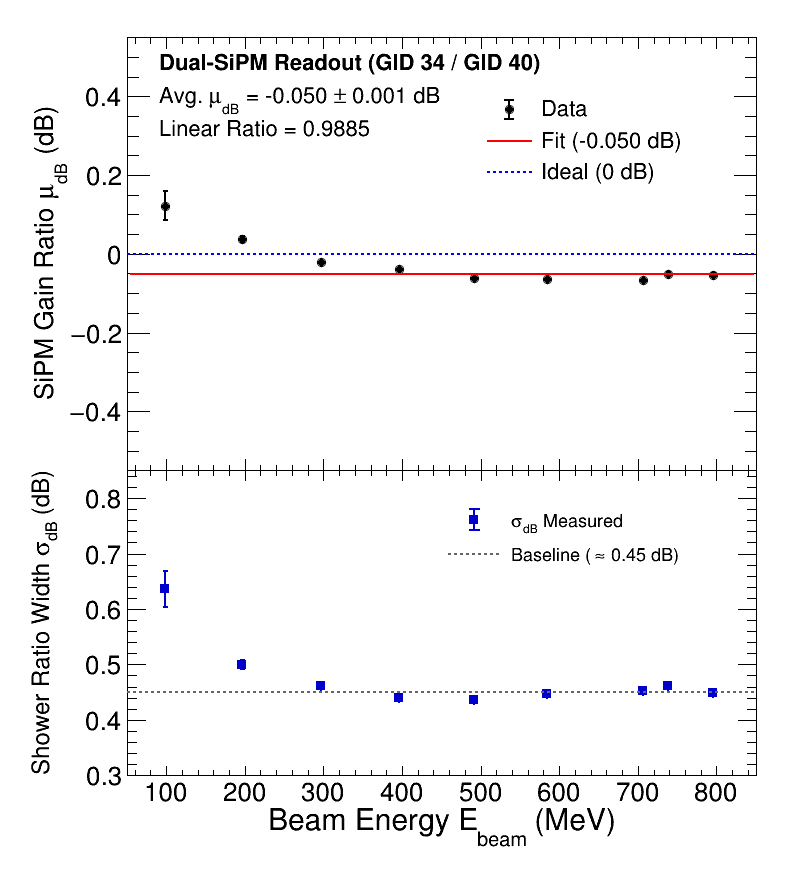 Dual-SiPM Readout (GID 34 / GID 40)
Avg. μdB = -0.050 ± 0.001 dB
Linear Ratio = 0.9885
Data
Fit (-0.050 dB)
Ideal (0 dB)
SiPM Gain Ratio μdB (dB)
0.4
0.2
0
−0.2
−0.4
σdB Measured
Baseline (≈ 0.45 dB)
Shower Ratio Width σdB (dB)
0.8
0.7
0.6
0.5
0.4
0.3
100 200 300 400 500 600 700 800
Beam Energy Ebeam (MeV)